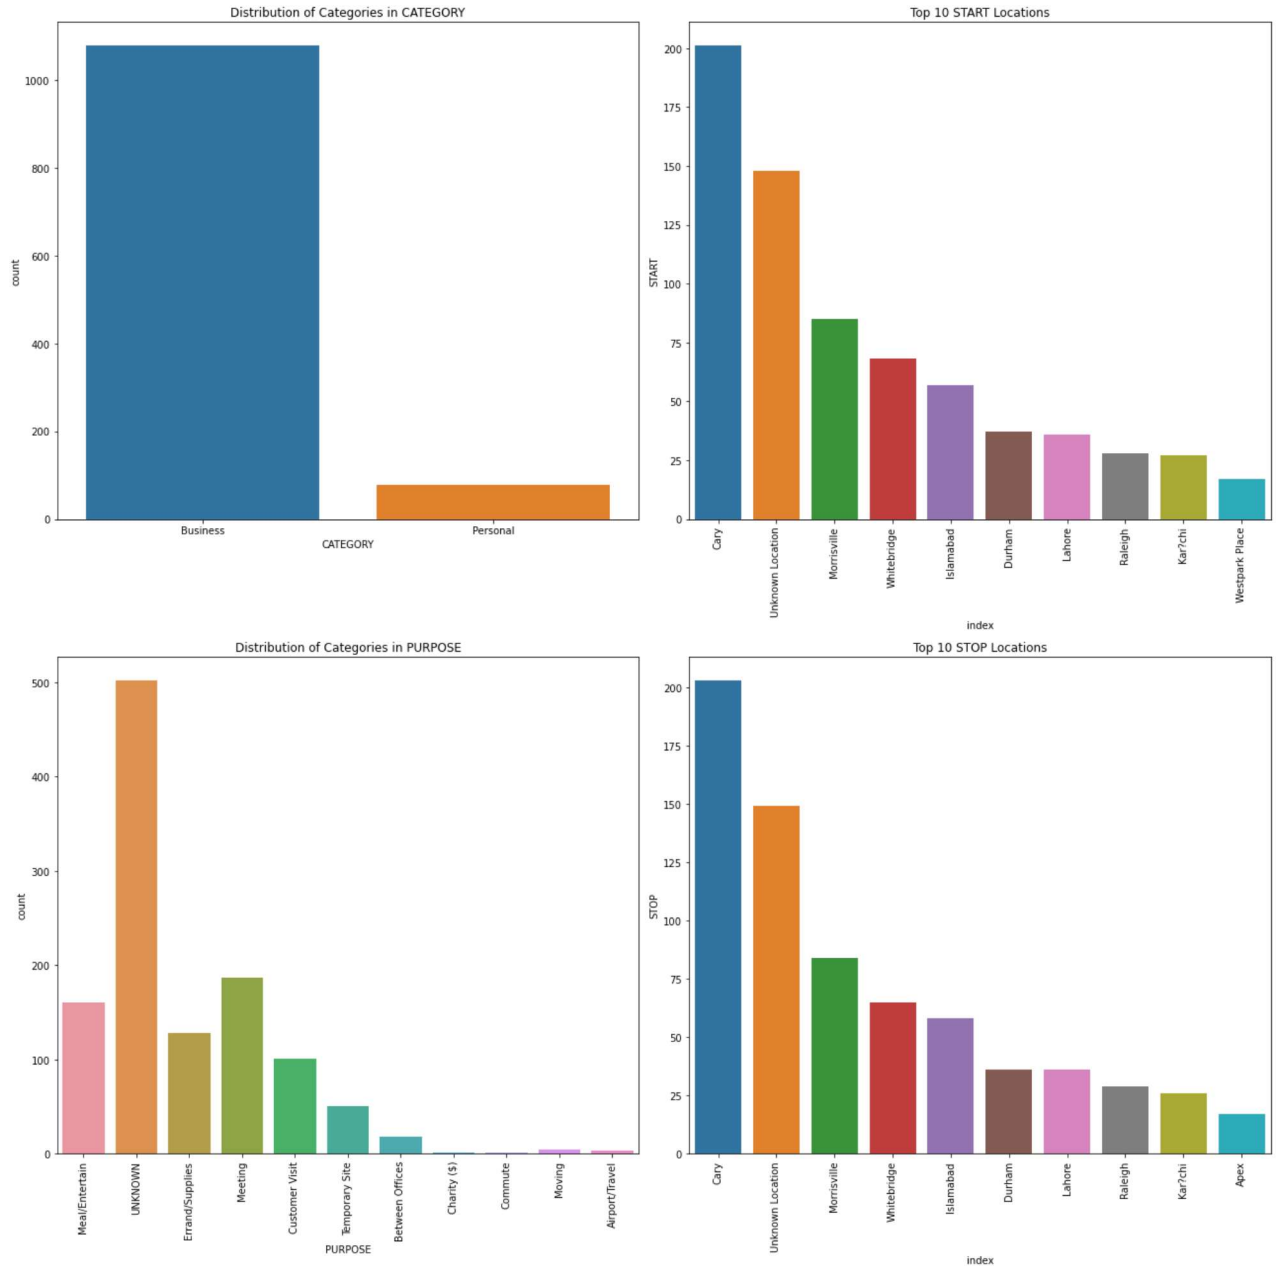 Distribution of Categories in CATEGORY
1000
800
600
400
200
0
count
Business
Personal
CATEGORY
Top 10 START Locations
200
175
150
125
100
75
50
25
0
START
Cary
Unknown Location
Morrisville
Whitebridge
Islamabad
Durham
Lahore
Raleigh
Kar?chi
Westpark Place
index
Distribution of Categories in PURPOSE
500
400
300
200
100
0
count
Meal/Entertain
UNKNOWN
Errand/Supplies
Meeting
Customer Visit
Temporary Site
Between Offices
Charity ($)
Commute
Moving
Airport/Travel
PURPOSE
Top 10 STOP Locations
200
175
150
125
100
75
50
25
0
STOP
Cary
Unknown Location
Morrisville
Whitebridge
Islamabad
Durham
Lahore
Raleigh
Kar?chi
Apex
index